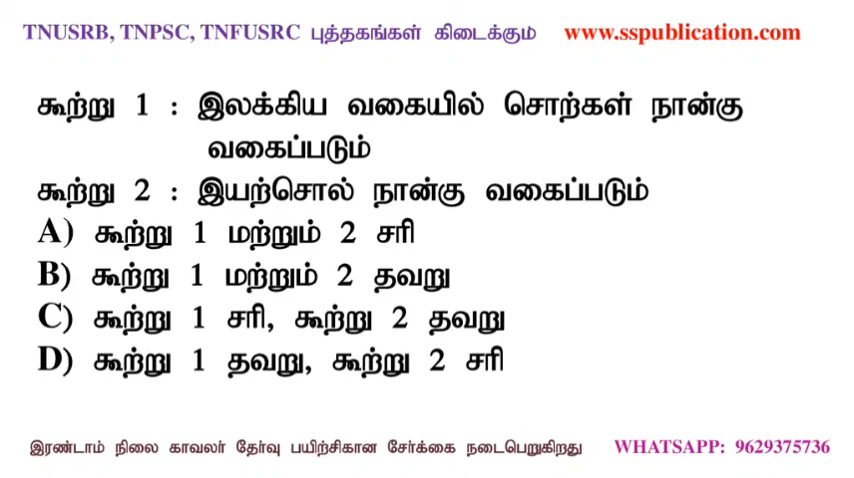 TNUSRB, TNPSC, TNFUSRC புத்தகங்கள் கிடைக்கும் www.sspublication.com
கூற்று 1 : இலக்கிய வகையில் சொற்கள் நான்கு
வகைப்படும்
கூற்று 2 : இயற்சொல் நான்கு வகைப்படும்
A) கூற்று 1 மற்றும் 2 சரி
B) கூற்று 1 மற்றும் 2 தவறு
C) கூற்று 1 சரி, கூற்று 2 தவறு
D) கூற்று 1 தவறு, கூற்று 2 சரி
இரண்டாம் நிலை காவலர் தேர்வு பயிற்சிகான சேர்க்கை நடைபெறுகிறது WHATSAPP: 9629375736